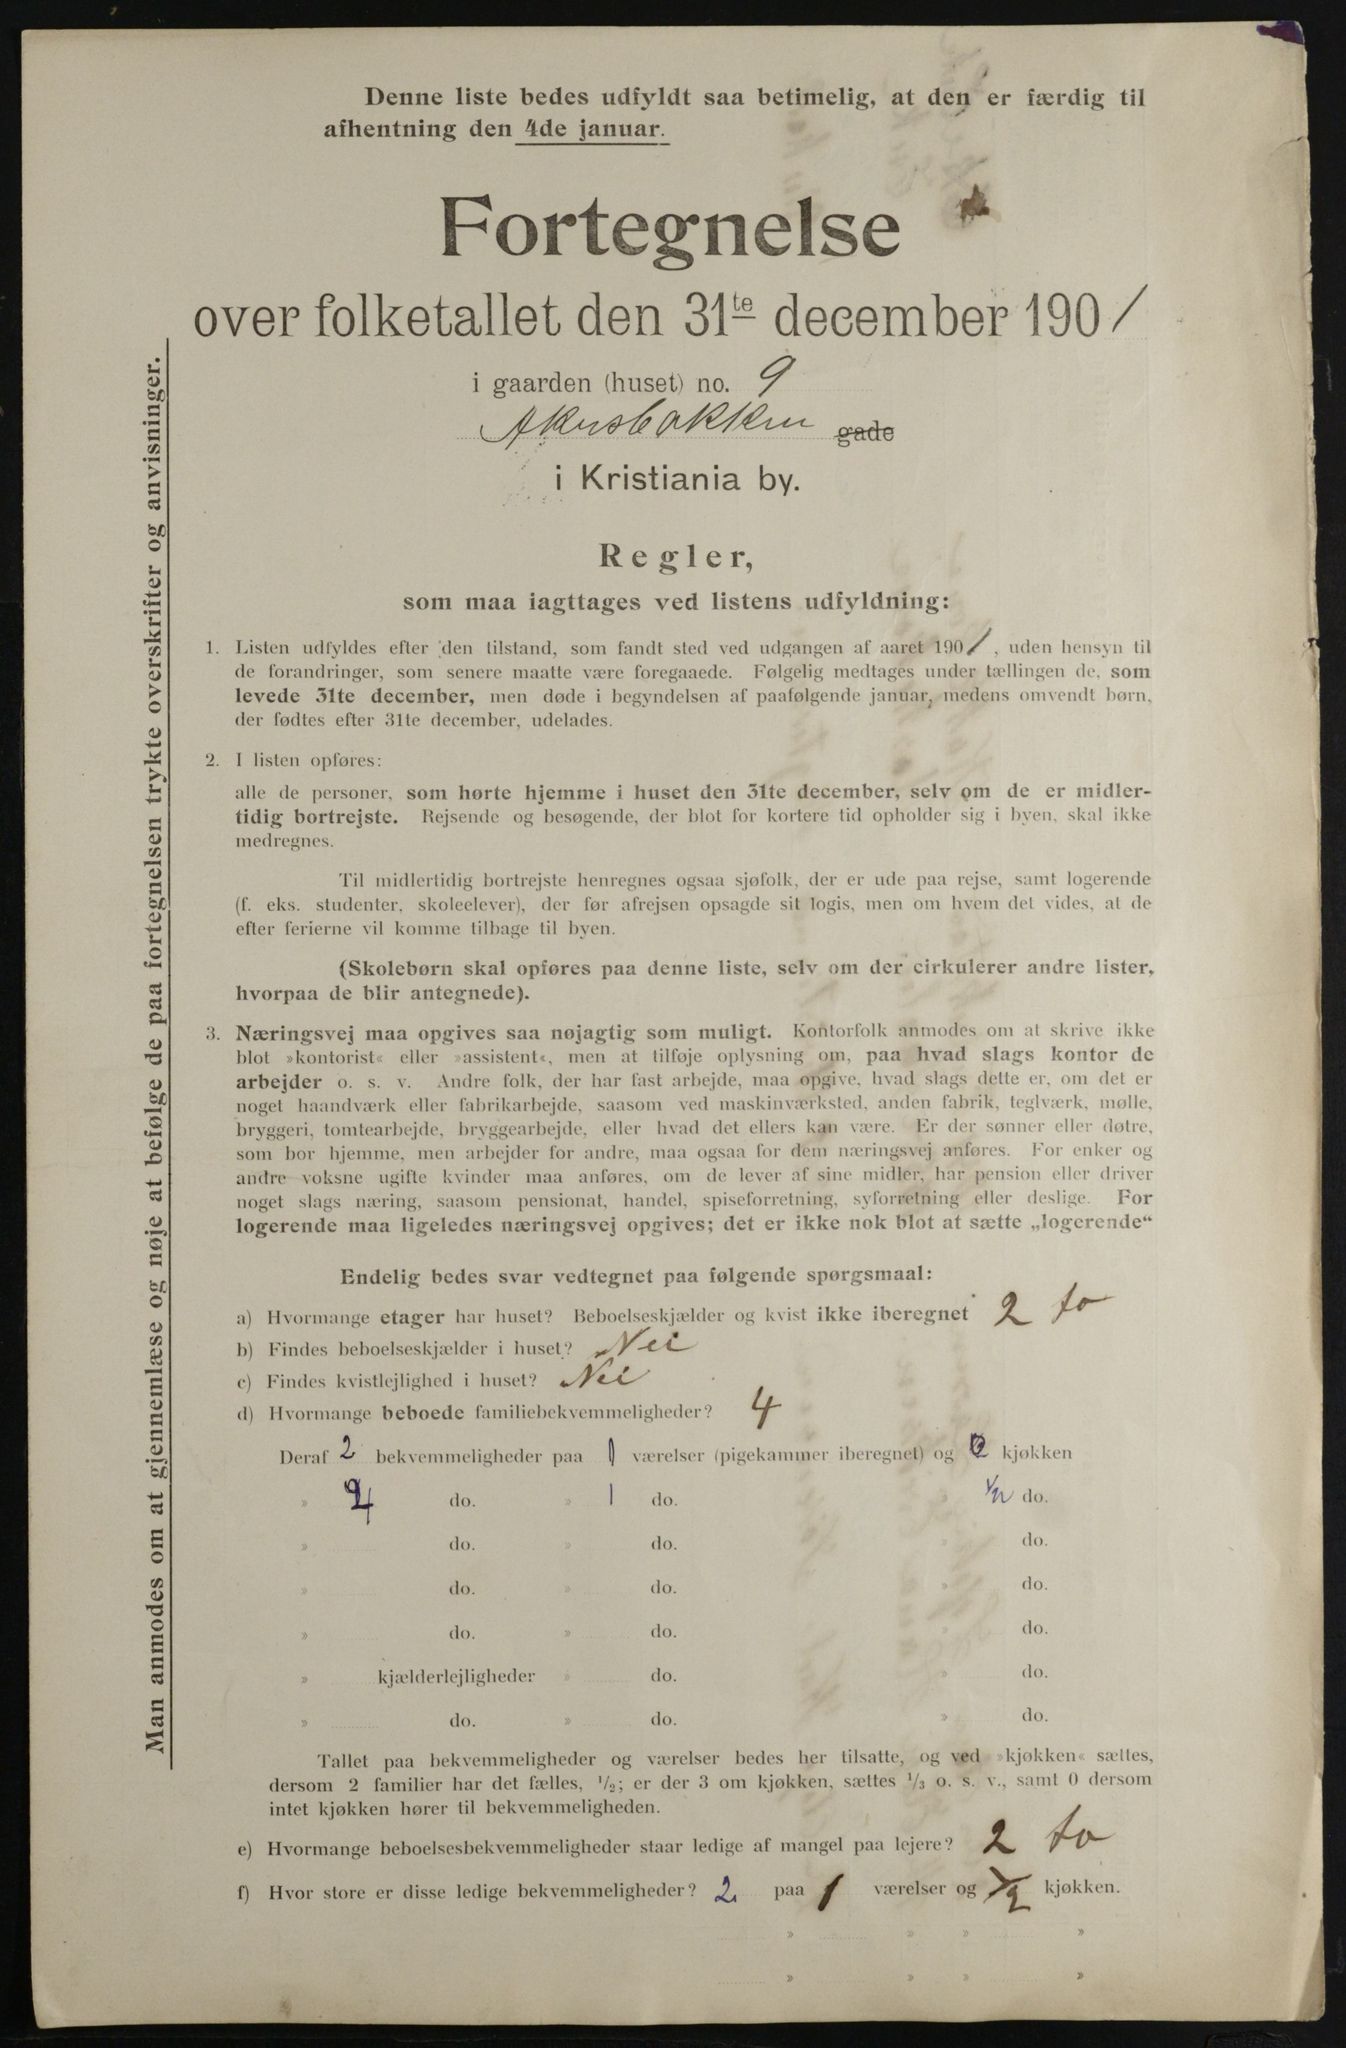 Denne liste bedes udfyldt saa betimelig, at den er færdig til
afhentning den 4de januar.
Fortegnelse
over folketallet den 31te december 1901
i gaarden (huset) no. 9
Akersbakken gade
i Kristiania by.
Regler,
som maa iagttages ved listens udfyldning:
1. Listen udfyldes efter den tilstand, som fandt sted ved udgangen af aaret 1901, uden hensyn til
de forandringer, som senere maatte være foregaaede. Følgelig medtages under tællingen de, som
levede 31te december, men døde i begyndelsen af paafølgende januar, medens omvendt børn,
der fødtes efter 31te december, udelades.
2. I listen opføres:
alle de personer, som hørte hjemme i huset den 31te december, selv om de er midler-
tidig bortrejste. Rejsende og besøgende, der blot for kortere tid opholder sig i byen, skal ikke
medregnes.
Til midlertidig bortrejste henregnes ogsaa sjøfolk, der er ude paa rejse, samt logerende
(f. eks. studenter, skoleelever), der før afrejsen opsagde sit logis, men om hvem det vides, at de
efter ferierne vil komme tilbage til byen.
(Skolebørn skal opføres paa denne liste, selv om der cirkulerer andre lister,
hvorpaa de blir antegnede).
3. Næringsvej maa opgives saa nøjagtig som muligt. Kontorfolk anmodes om at skrive ikke
blot »kontorist« eller »assistent«, men at tilføje oplysning om, paa hvad slags kontor de
arbejder o. s. v. Andre folk, der har fast arbejde, maa opgive, hvad slags dette er, om det er
noget haandværk eller fabrikarbejde, saasom ved maskinværksted, anden fabrik, teglværk, mølle,
bryggeri, tomtearbejde, bryggearbejde, eller hvad det ellers kan være. Er der sønner eller døtre,
som bor hjemme, men arbejder for andre, maa ogsaa for dem næringsvej anføres. For enker og
andre voksne ugifte kvinder maa anføres, om de lever af sine midler, har pension eller driver
noget slags næring, saasom pensionat, handel, spiseforretning, syforretning eller deslige. For
logerende maa ligeledes næringsvej opgives; det er ikke nok blot at sætte „logerende“
Endelig bedes svar vedtegnet paa følgende spørgsmaal:
a) Hvormange etager har huset? Beboelseskjælder og kvist ikke iberegnet 2 to
b) Findes beboelseskjælder i huset? Nei
c) Findes kvistlejlighed i huset? Nei
d) Hvormange beboede familiebekvemmeligheder? 4
Deraf 2 bekvemmeligheder paa 1 værelser (pigekammer iberegnet) og 0 kjøkken
» 4 do. » 1 do. » 1/2 do.
» do. » do. » do.
» do. » do. » do.
» do. » do. » do.
» kjælderlejligheder » do. » do.
» do. » do. » do.
Tallet paa bekvemmeligheder og værelser bedes her tilsatte, og ved »kjøkken« sættes,
dersom 2 familier har det fælles, 1/2; er der 3 om kjøkken, sættes 1/3 o. s. v., samt 0 dersom
intet kjøkken hører til bekvemmeligheden.
e) Hvormange beboelsesbekvemmeligheder staar ledige af mangel paa lejere? 2 to
f) Hvor store er disse ledige bekvemmeligheder? 2 paa 1 værelser og 1/2 kjøkken.
» » » »
» » » »
Man anmodes om at gjennemlæse og nøje at befølge de paa fortegnelsen trykte overskrifter og anvisninger.